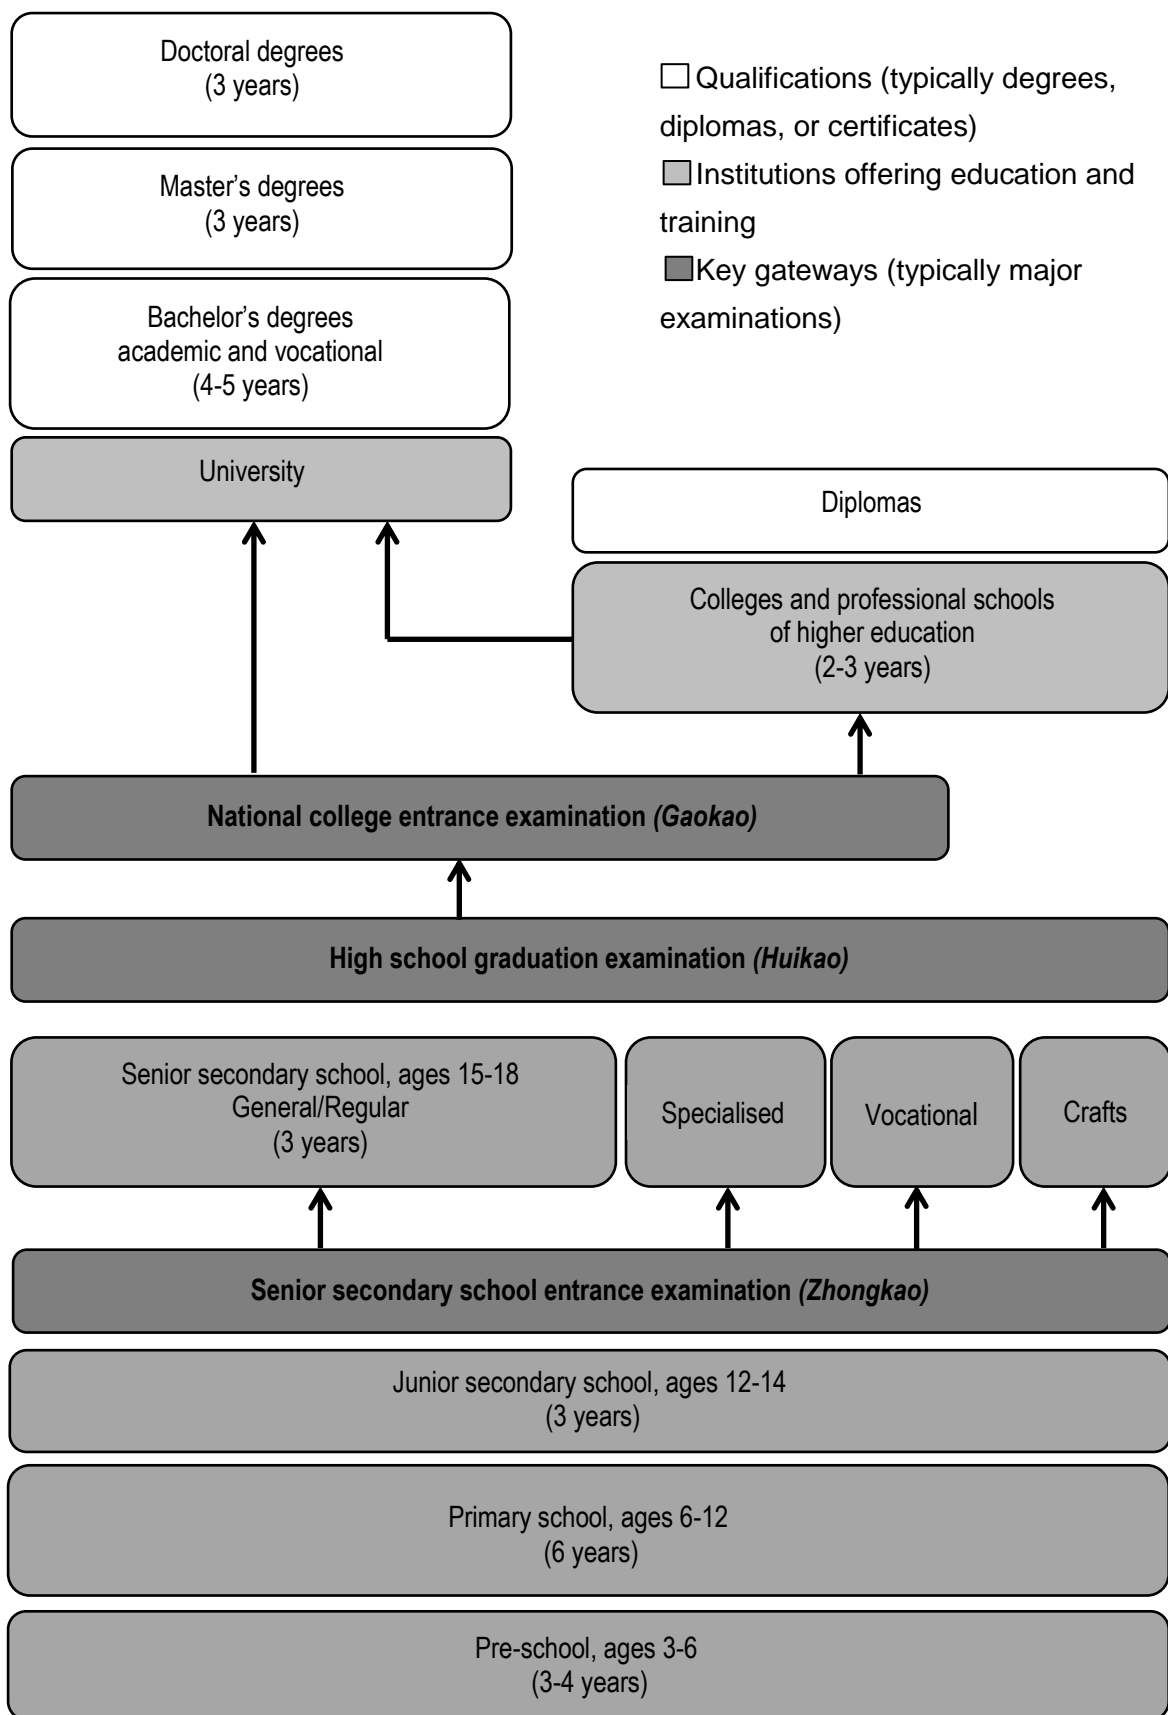 Doctoral degrees
(3 years)
Qualifications (typically degrees,
diplomas, or certificates)
Institutions offering education and
training
Key gateways (typically major
examinations)
Master’s degrees
(3 years)
Bachelor’s degrees
academic and vocational
(4-5 years)
University
Diplomas
Colleges and professional schools
of higher education
(2-3 years)
National college entrance examination (Gaokao)
High school graduation examination (Huikao)
Senior secondary school, ages 15-18
General/Regular
(3 years)
Specialised
Vocational
Crafts
Senior secondary school entrance examination (Zhongkao)
Junior secondary school, ages 12-14
(3 years)
Primary school, ages 6-12
(6 years)
Pre-school, ages 3-6
(3-4 years)